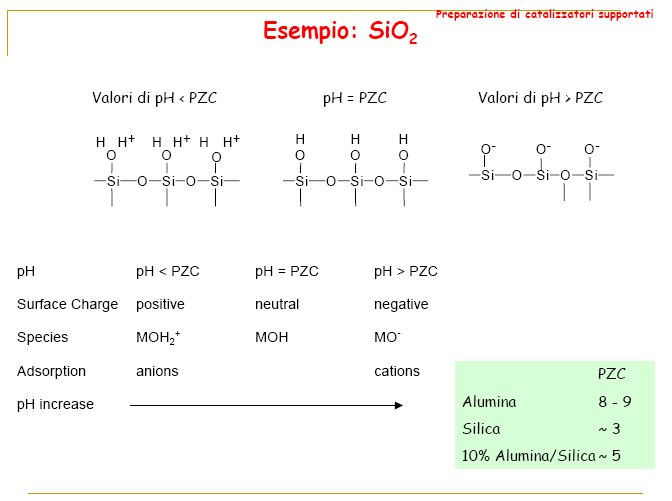 Preparazione di catalizzatori supportati
Esempio: SiO2
Valori di pH < PZC pH = PZC Valori di pH > PZC
H H+ H H+ H H+ H H H
O O O O O O O- O- O-
Si O Si O Si Si O Si O Si Si O Si O Si
pH pH < PZC pH = PZC pH > PZC
Surface Charge positive neutral negative
Species MOH2+ MOH MO-
Adsorption anions cations
pH increase
PZC
Alumina 8 - 9
Silica ~ 3
10% Alumina/Silica ~ 5